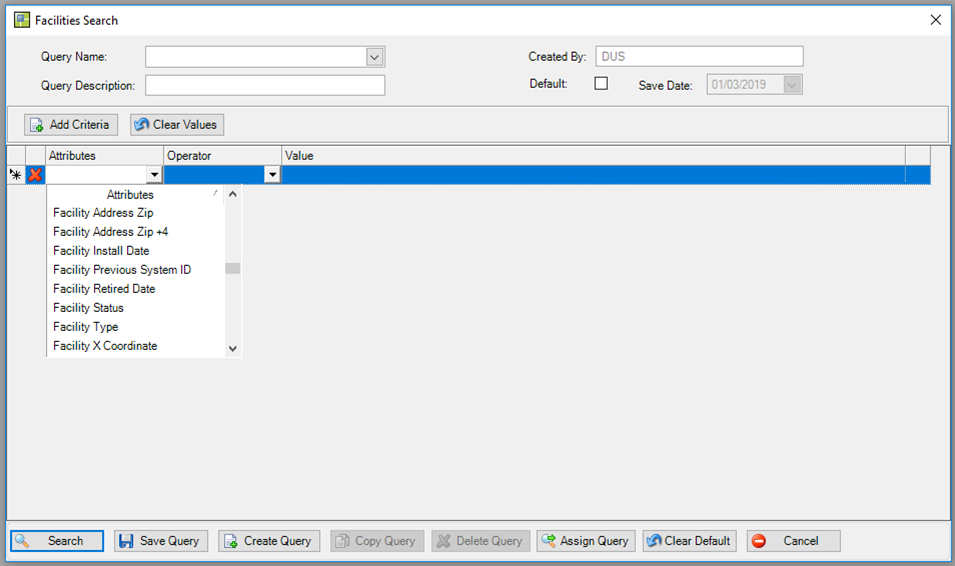 Facilities Search
Query Name:
Created By: DUS
Query Description:
Default:
Save Date: 01/03/2019
Add Criteria
Clear Values
Attributes Operator Value
Attributes
Facility Address Zip
Facility Address Zip +4
Facility Install Date
Facility Previous System ID
Facility Retired Date
Facility Status
Facility Type
Facility X Coordinate
Search Save Query Create Query Copy Query Delete Query Assign Query Clear Default Cancel